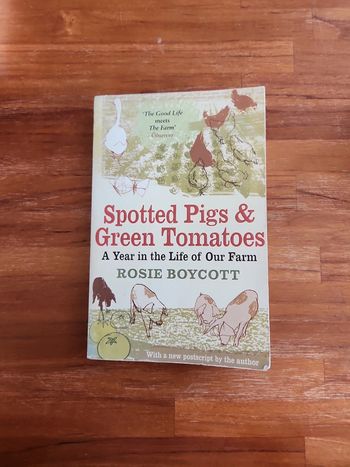 'The Good Life
meets
The Farm'
Observer
Spotted Pigs &
Green Tomatoes
A Year in the Life of Our Farm
ROSIE BOYCOTT
With a new postscript by the author